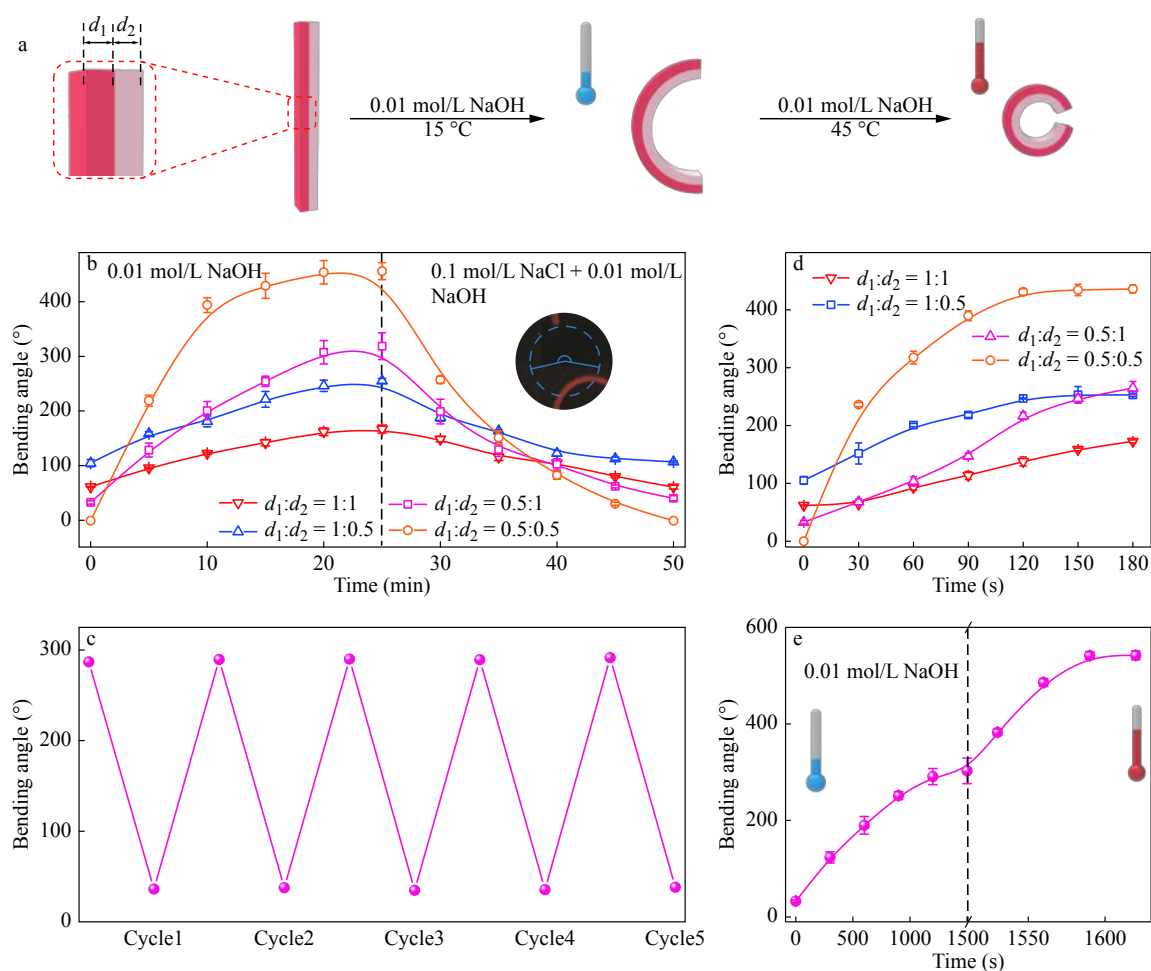 a
d₁ d₂
0.01 mol/L NaOH
15 °C
0.01 mol/L NaOH
45 °C
b
0.01 mol/L NaOH
0.1 mol/L NaCl + 0.01 mol/L
NaOH
d₁:d₂ = 1:1
d₁:d₂ = 1:0.5
d₁:d₂ = 0.5:1
d₁:d₂ = 0.5:0.5
Bending angle (°)
400
300
200
100
0
0 10 20 30 40 50
Time (min)
d
d₁:d₂ = 1:1
d₁:d₂ = 1:0.5
d₁:d₂ = 0.5:1
d₁:d₂ = 0.5:0.5
Bending angle (°)
400
300
200
100
0
0 30 60 90 120 150 180
Time (s)
c
Bending angle (°)
300
200
100
0
Cycle1 Cycle2 Cycle3 Cycle4 Cycle5
e
0.01 mol/L NaOH
Bending angle (°)
600
400
200
0
0 500 1000 1500 1550 1600
Time (s)